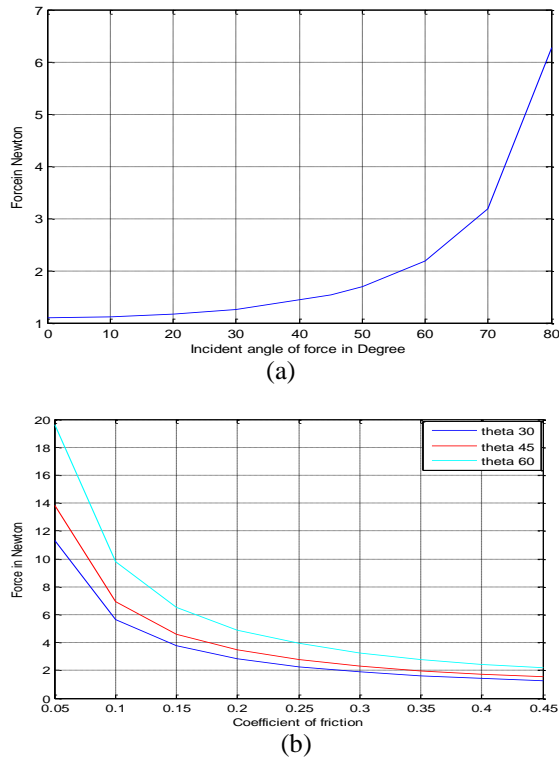 7
6
5
4
3
2
1
Forcein Newton
0 10 20 30 40 50 60 70 80
Incident angle of force in Degree
(a)
20
18
16
14
12
10
8
6
4
2
0
Force in Newton
theta 30
theta 45
theta 60
0.05 0.1 0.15 0.2 0.25 0.3 0.35 0.4 0.45
Coefficient of friction
(b)